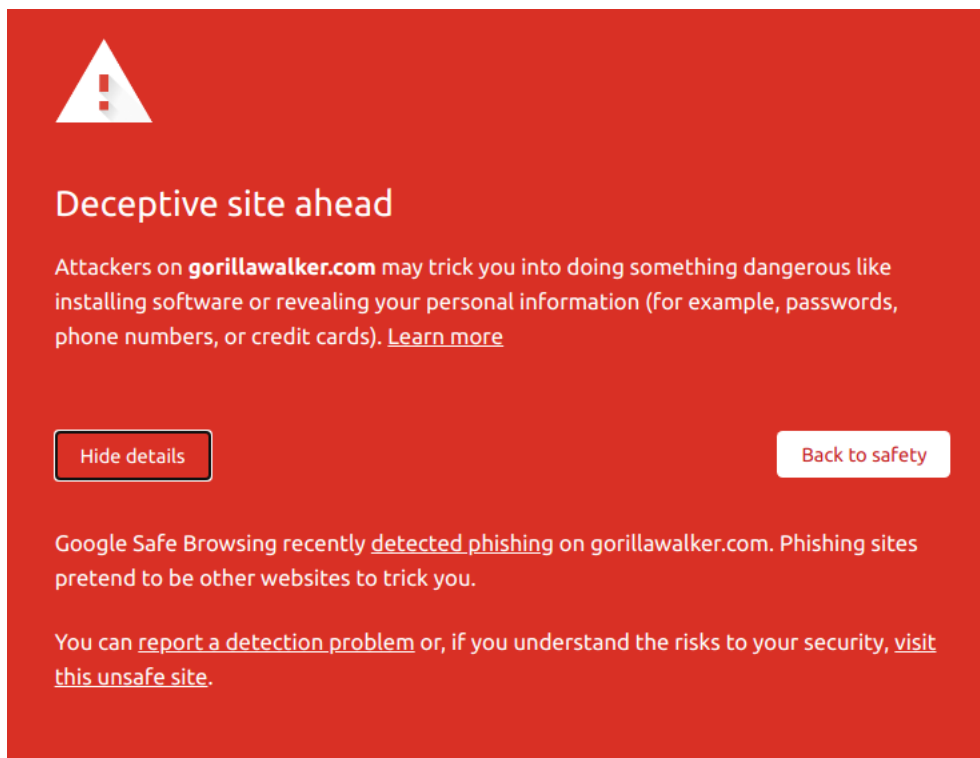 Deceptive site ahead
Attackers on gorillawalker.com may trick you into doing something dangerous like
installing software or revealing your personal information (for example, passwords,
phone numbers, or credit cards). Learn more
Hide details
Back to safety
Google Safe Browsing recently detected phishing on gorillawalker.com. Phishing sites
pretend to be other websites to trick you.
You can report a detection problem or, if you understand the risks to your security, visit
this unsafe site.